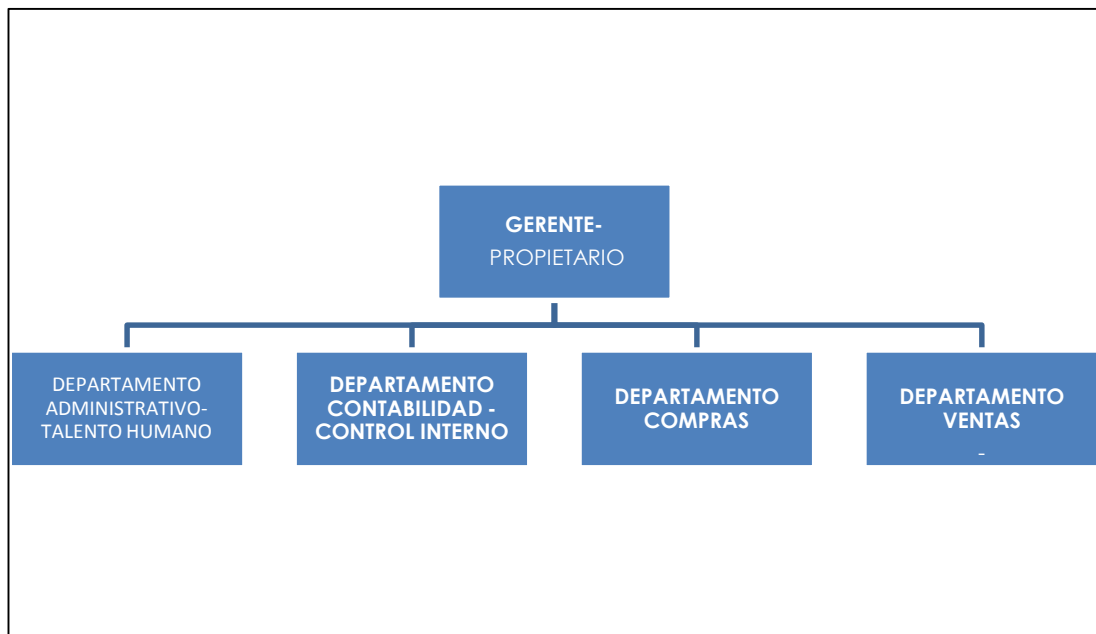 GERENTE-
PROPIETARIO
DEPARTAMENTO
ADMINISTRATIVO-
TALENTO HUMANO
DEPARTAMENTO
CONTABILIDAD -
CONTROL INTERNO
DEPARTAMENTO
COMPRAS
DEPARTAMENTO
VENTAS
-